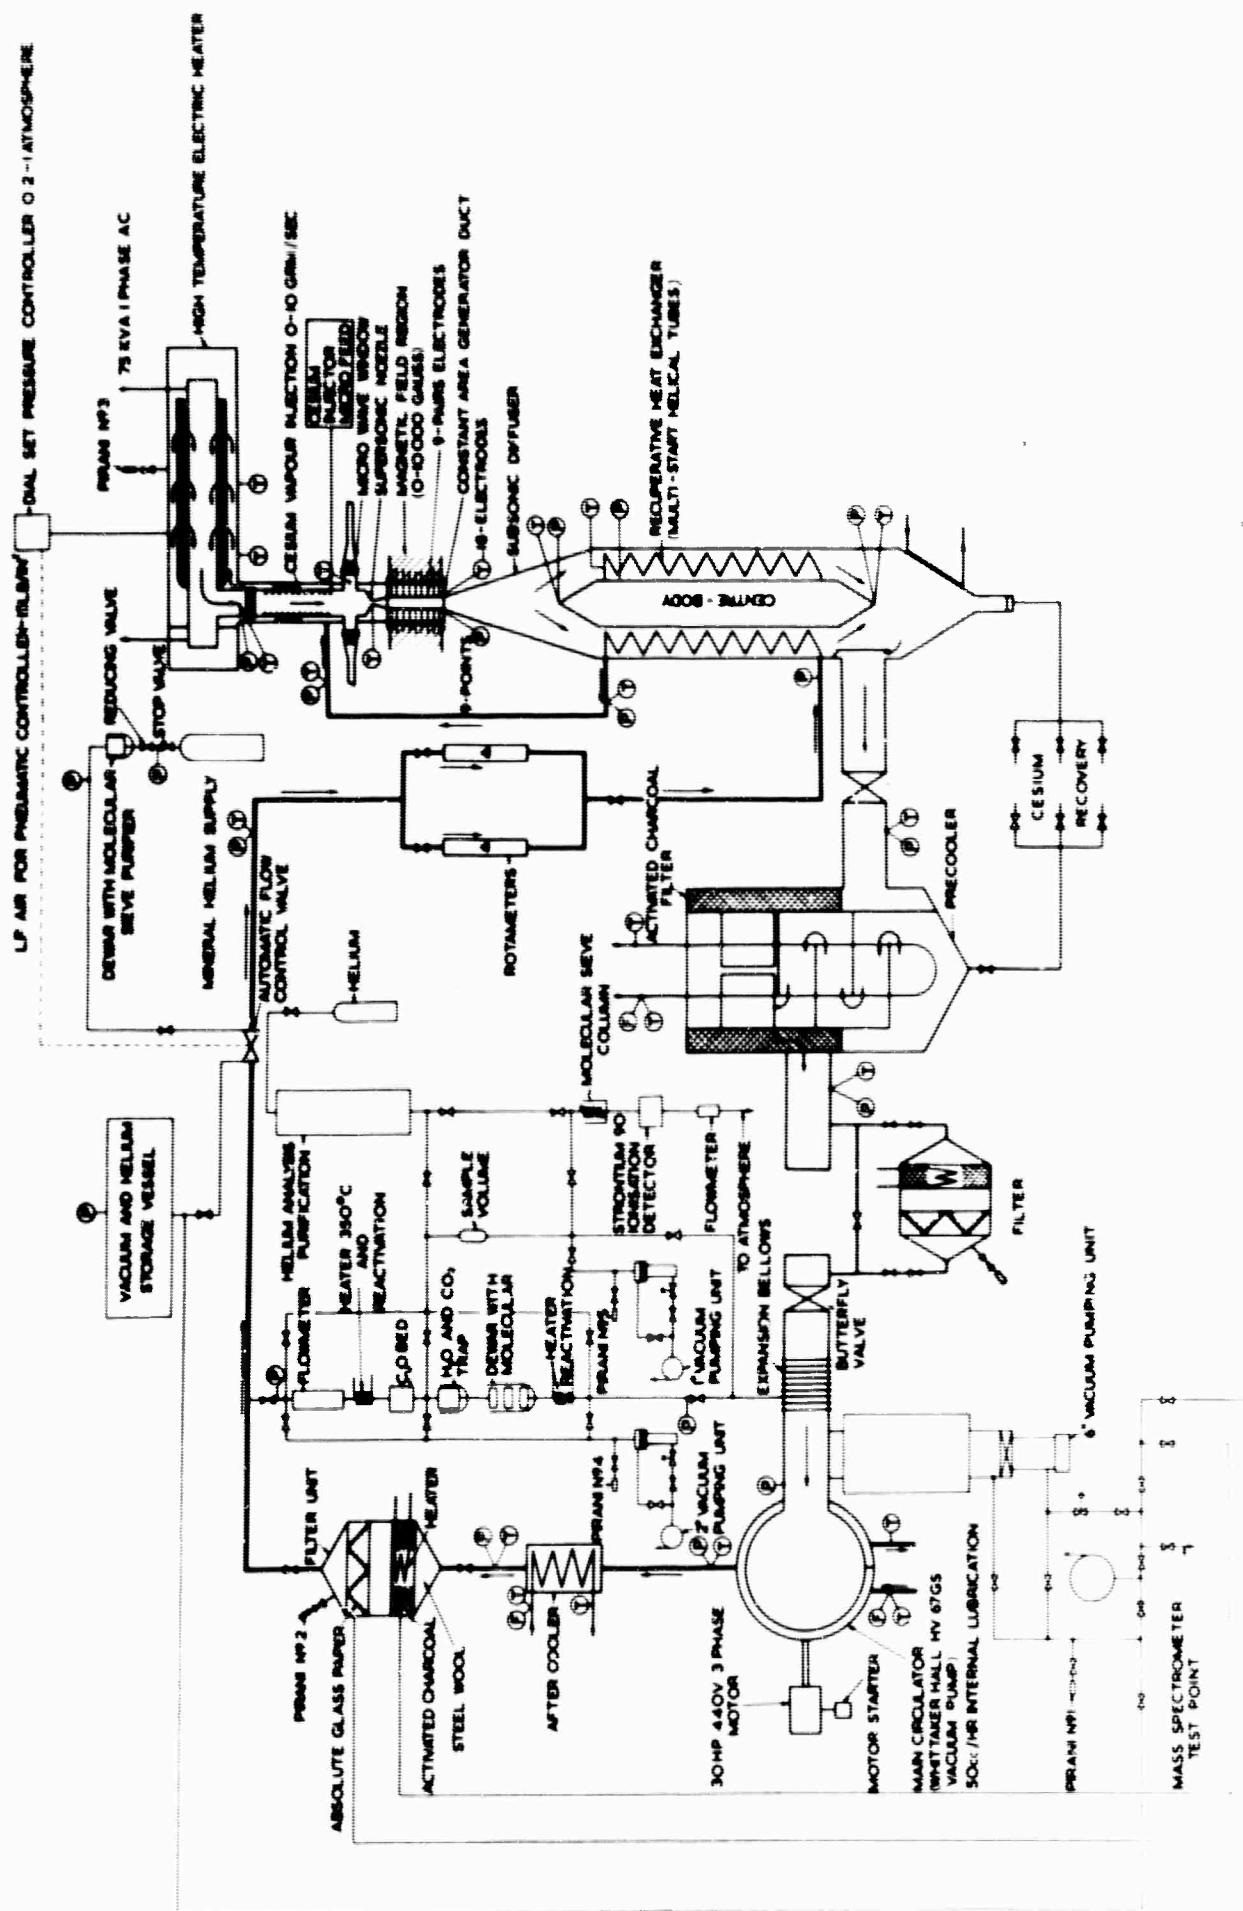 L.P. AIR FOR PNEUMATIC CONTROLLER
DIAL SET PRESSURE CONTROLLER 0 2-1 ATMOSPHERE
PIRANI Nº3
75 KVA 1 PHASE AC
HIGH TEMPERATURE ELECTRIC HEATER
REDUCING VALVE
STOP VALVE
DEWAR WITH MOLECULAR
SIEVE PURIFIER
MINERAL HELIUM SUPPLY
CESIUM VAPOUR INJECTION 0-10 GRM/SEC
CESIUM
INJECTOR
MICRO FEED
MICRO WAVE WINDOW
SUPERSONIC NOZZLE
MAGNETIC FIELD REGION
(0-10000 GAUSS)
9-PAIRS ELECTRODES
CONSTANT AREA GENERATOR DUCT
18-ELECTRODES
SUBSONIC DIFFUSER
9-POINTS
RECUPERATIVE HEAT EXCHANGER
(MULTI-START HELICAL TUBES)
CENTRE-BODY
VACUUM AND HELIUM
STORAGE VESSEL
AUTOMATIC FLOW
CONTROL VALVE
HELIUM
ROTAMETERS
ACTIVATED CHARCOAL
FILTER
PRECOOLER
CESIUM
RECOVERY
HELIUM ANALYSIS
PURIFICATION
FLOWMETER
HEATER 350°C
AND
REACTIVATION
C₂O BED
H₂O AND CO₂
TRAP
DEWAR WITH
MOLECULAR
HEATER
REACTIVATION
SAMPLE
VOLUME
MOLECULAR SIEVE
COLUMN
STRONTIUM 90
IONISATION
DETECTOR
FLOWMETER
TO ATMOSPHERE
PIRANI Nº5
1" VACUUM
PUMPING UNIT
EXPANSION BELLOWS
BUTTERFLY
VALVE
FILTER
6" VACUUM PUMPING UNIT
PIRANI Nº2
FILTER UNIT
ABSOLUTE GLASS PAPER
ACTIVATED CHARCOAL
STEEL WOOL
HEATER
AFTER COOLER
PIRANI Nº4
2" VACUUM
PUMPING UNIT
30 HP 440V 3 PHASE
MOTOR
MOTOR STARTER
MAIN CIRCULATOR
(WHITTAKER HALL HV 67GS
VACUUM PUMP)
50cc/HR INTERNAL LUBRICATION
PIRANI Nº1
MASS SPECTROMETER
TEST POINT